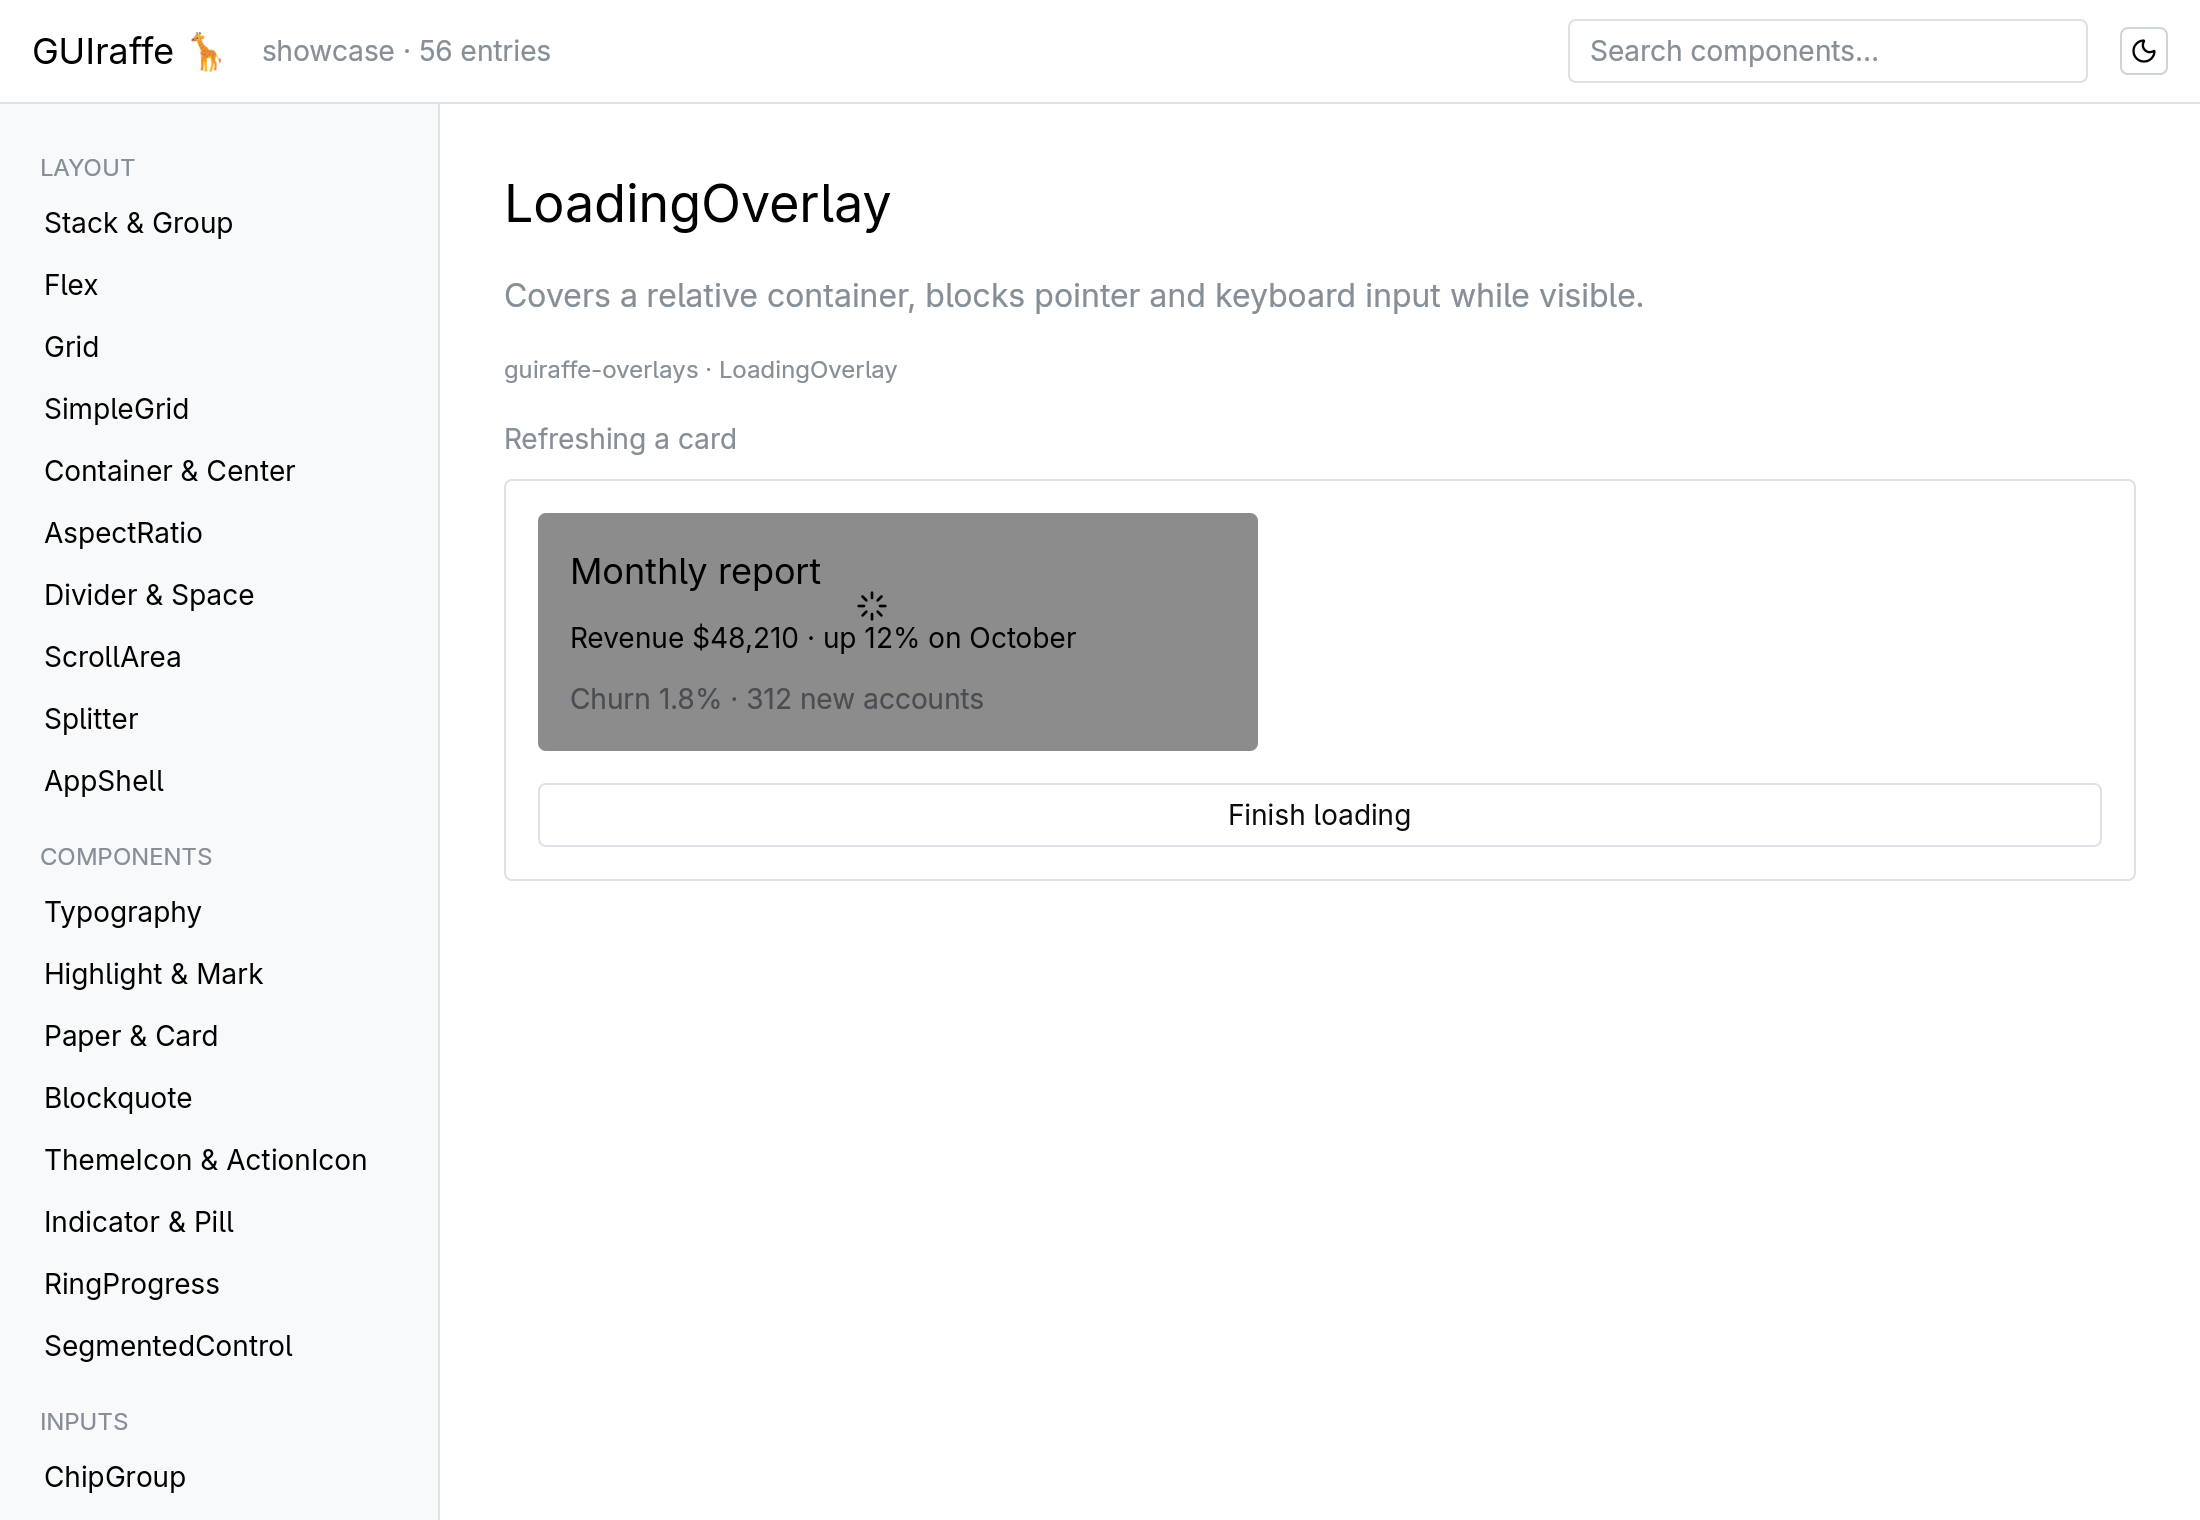 GUIraffe 🦒 showcase · 56 entries Search components...
LAYOUT
Stack & Group
Flex
Grid
SimpleGrid
Container & Center
AspectRatio
Divider & Space
ScrollArea
Splitter
AppShell
COMPONENTS
Typography
Highlight & Mark
Paper & Card
Blockquote
ThemeIcon & ActionIcon
Indicator & Pill
RingProgress
SegmentedControl
INPUTS
ChipGroup
LoadingOverlay
Covers a relative container, blocks pointer and keyboard input while visible.
guiraffe-overlays · LoadingOverlay
Refreshing a card
Monthly report
Revenue $48,210 · up 12% on October
Churn 1.8% · 312 new accounts
Finish loading